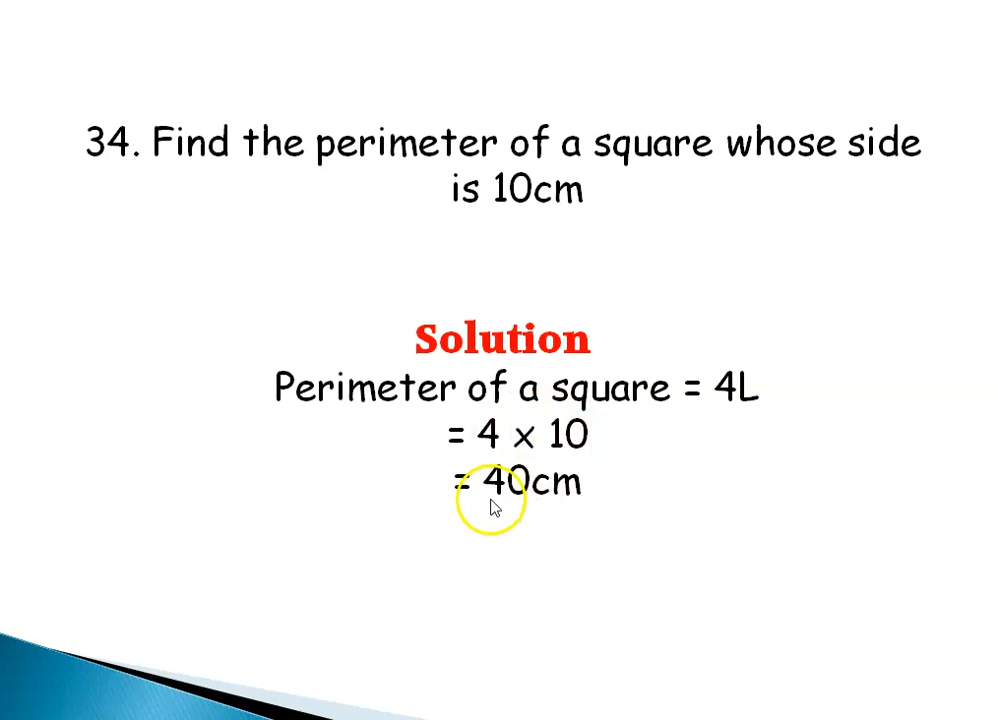 34. Find the perimeter of a square whose side
is 10cm
Solution
Perimeter of a square = 4L
= 4 x 10
= 40cm